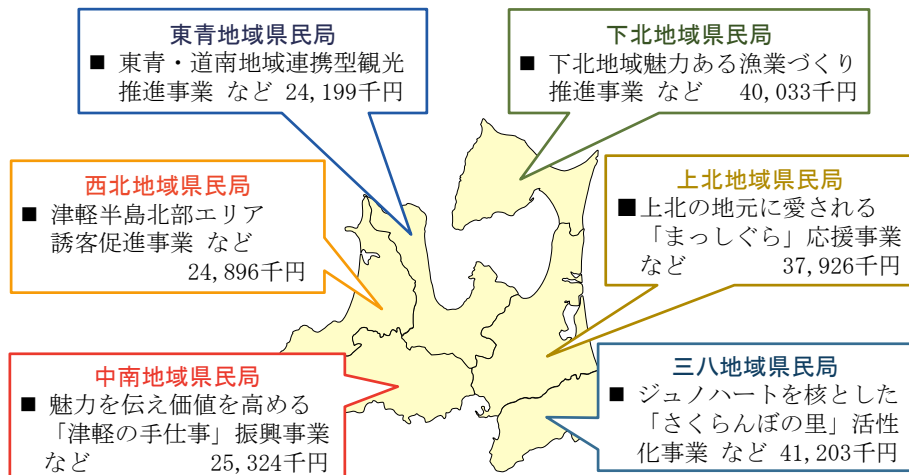 東青地域県民局
■ 東青・道南地域連携型観光
推進事業 など 24,199千円
下北地域県民局
■ 下北地域魅力ある漁業づくり
推進事業 など 40,033千円
西北地域県民局
■ 津軽半島北部エリア
誘客促進事業 など
24,896千円
上北地域県民局
■上北の地元に愛される
「まっしぐら」応援事業
など 37,926千円
中南地域県民局
■ 魅力を伝え価値を高める
「津軽の手仕事」振興事業
など 25,324千円
三八地域県民局
■ ジュノハートを核とした
「さくらんぼの里」活性
化事業 など 41,203千円